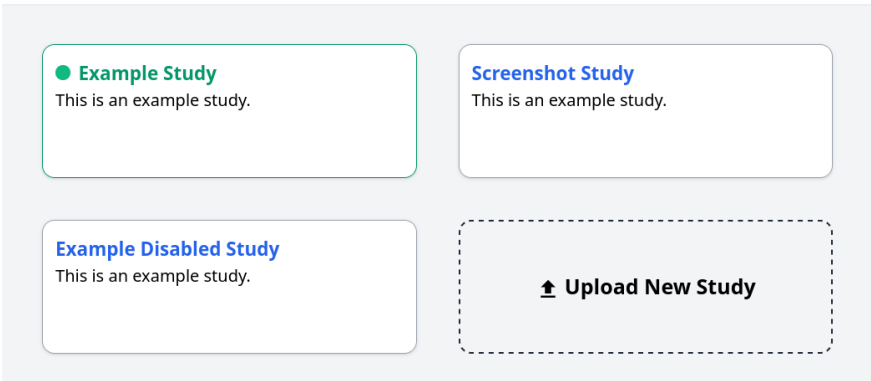 Example Study
This is an example study.
Screenshot Study
This is an example study.
Example Disabled Study
This is an example study.
Upload New Study